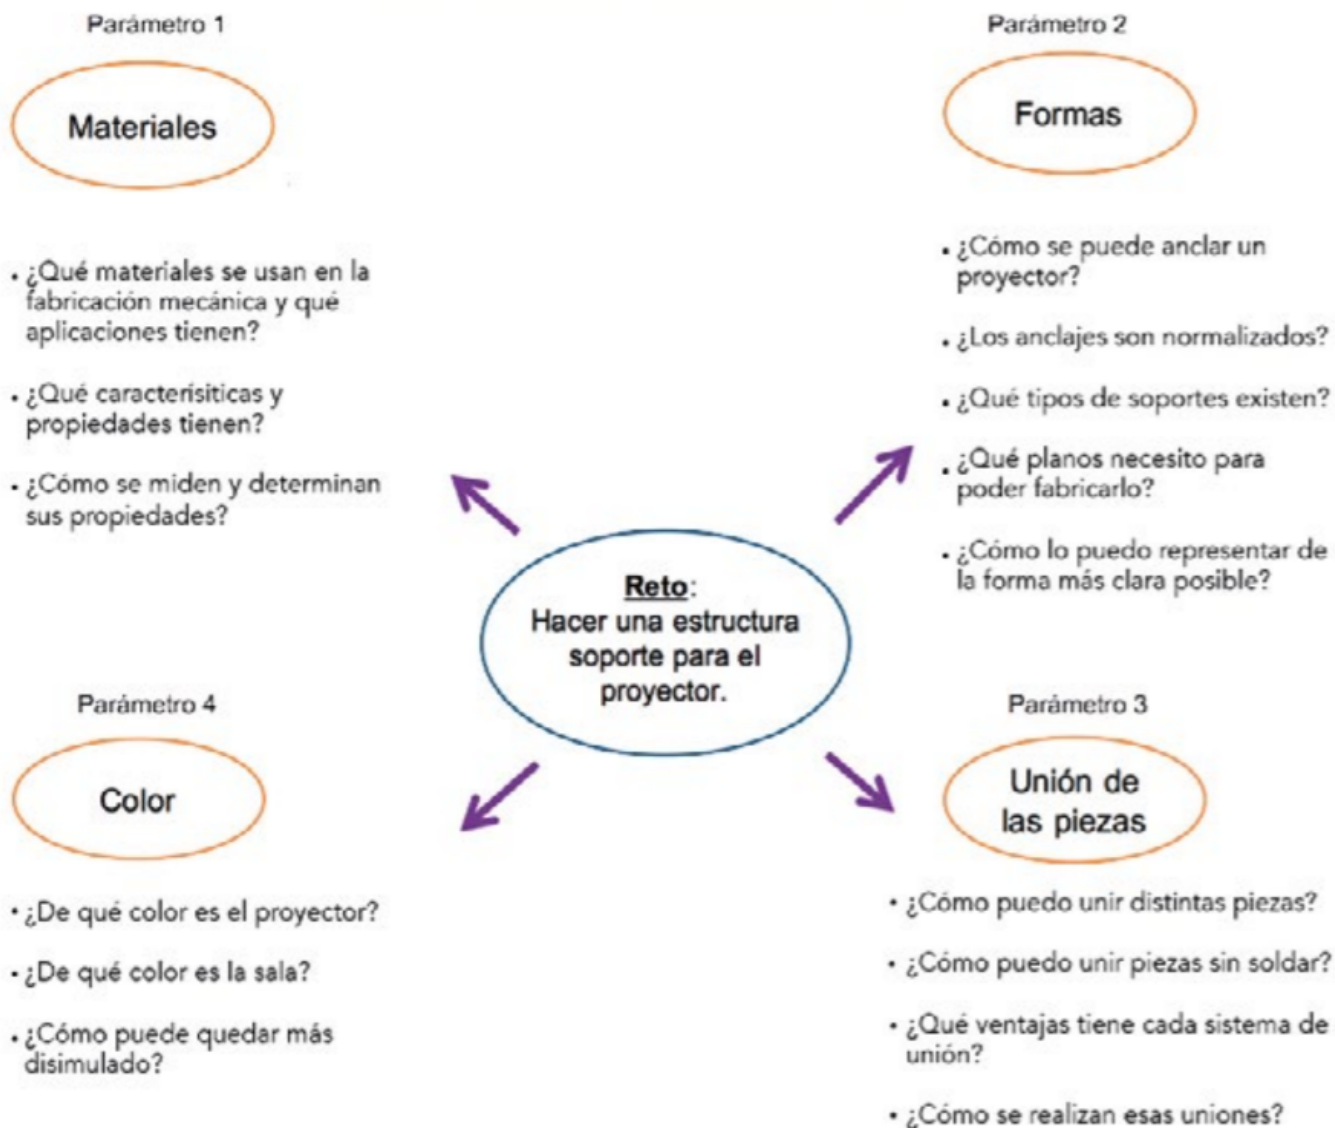 Parámetro 1
Materiales
• ¿Qué materiales se usan en la
fabricación mecánica y qué
aplicaciones tienen?
• ¿Qué caracterísiticas y
propiedades tienen?
• ¿Cómo se miden y determinan
sus propiedades?
Parámetro 2
Formas
• ¿Cómo se puede anclar un
proyector?
• ¿Los anclajes son normalizados?
• ¿Qué tipos de soportes existen?
• ¿Qué planos necesito para
poder fabricarlo?
• ¿Cómo lo puedo representar de
la forma más clara posible?
Reto:
Hacer una estructura
soporte para el
proyector.
Parámetro 4
Color
• ¿De qué color es el proyector?
• ¿De qué color es la sala?
• ¿Cómo puede quedar más
disimulado?
Parámetro 3
Unión de
las piezas
• ¿Cómo puedo unir distintas piezas?
• ¿Cómo puedo unir piezas sin soldar?
• ¿Qué ventajas tiene cada sistema de
unión?
• ¿Cómo se realizan esas uniones?